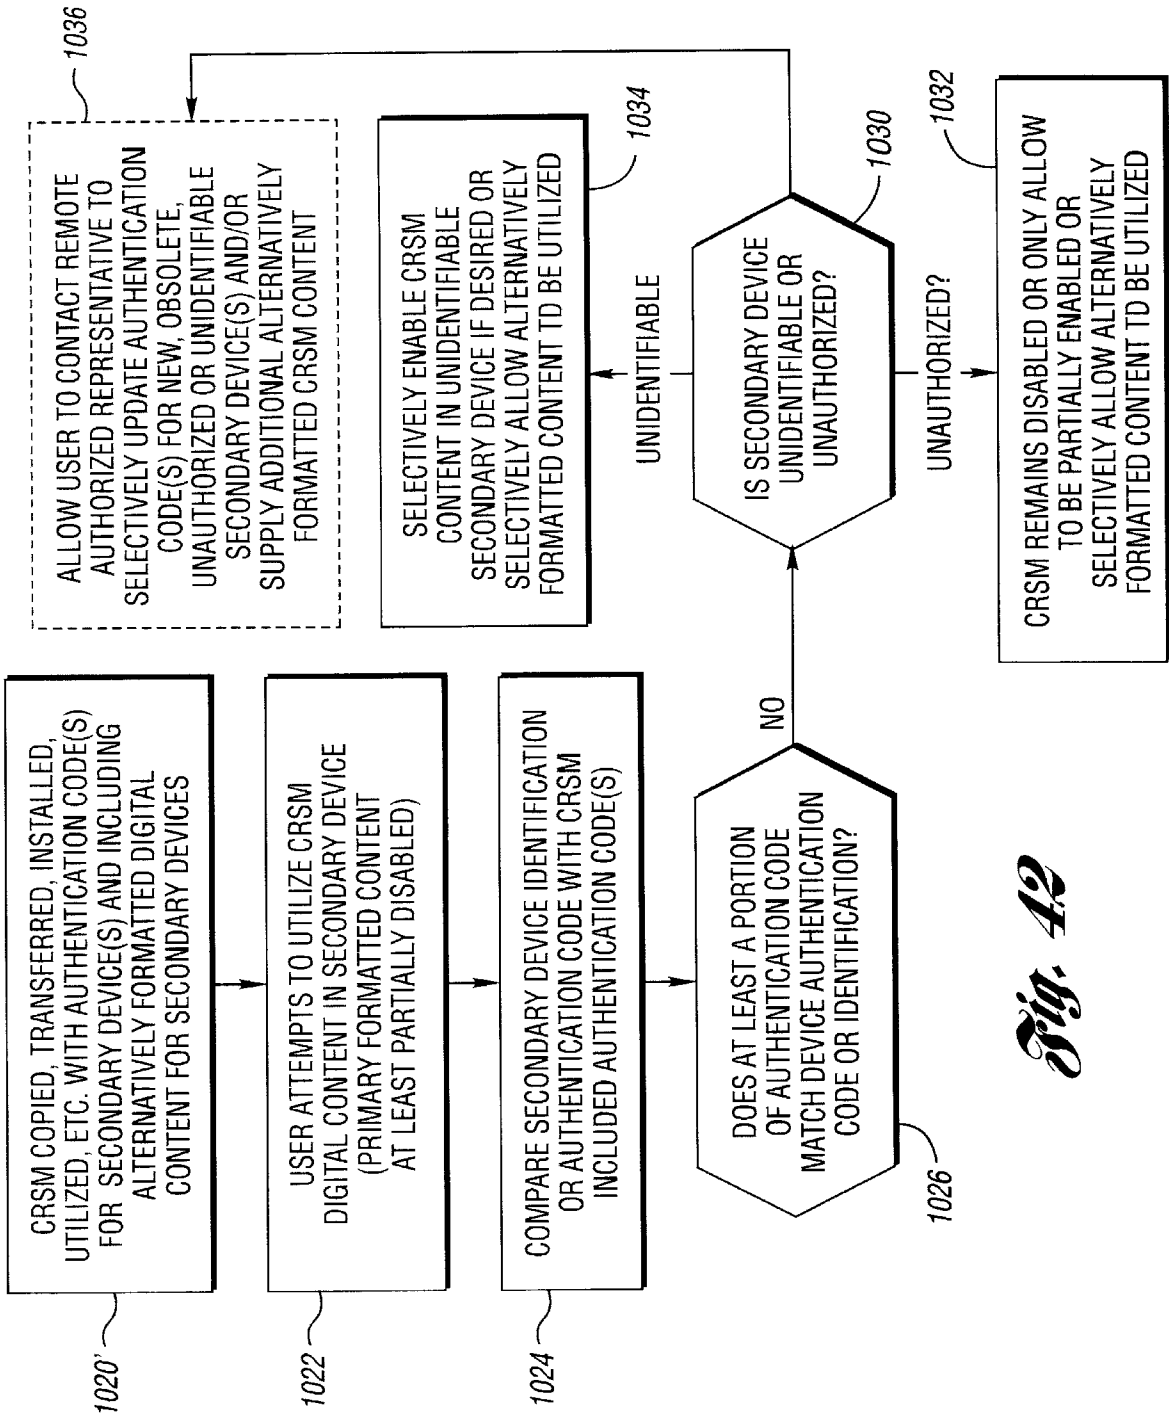 CRSM COPIED, TRANSFERRED, INSTALLED,
UTILIZED, ETC. WITH AUTHENTICATION CODE(S)
FOR SECONDARY DEVICE(S) AND INCLUDING
ALTERNATIVELY FORMATTED DIGITAL
CONTENT FOR SECONDARY DEVICES
1020'
USER ATTEMPTS TO UTILIZE CRSM
DIGITAL CONTENT IN SECONDARY DEVICE
(PRIMARY FORMATTED CONTENT
AT LEAST PARTIALLY DISABLED)
1022
COMPARE SECONDARY DEVICE IDENTIFICATION
OR AUTHENTICATION CODE WITH CRSM
INCLUDED AUTHENTICATION CODE(S)
1024
DOES AT LEAST A PORTION
OF AUTHENTICATION CODE
MATCH DEVICE AUTHENTICATION
CODE OR IDENTIFICATION?
1026
NO
IS SECONDARY DEVICE
UNIDENTIFIABLE OR
UNAUTHORIZED?
1030
UNIDENTIFIABLE
SELECTIVELY ENABLE CRSM
CONTENT IN UNIDENTIFIABLE
SECONDARY DEVICE IF DESIRED OR
SELECTIVELY ALLOW ALTERNATIVELY
FORMATTED CONTENT TD BE UTILIZED
1034
ALLOW USER TO CONTACT REMOTE
AUTHORIZED REPRESENTATIVE TO
SELECTIVELY UPDATE AUTHENTICATION
CODE(S) FOR NEW, OBSOLETE,
UNAUTHORIZED OR UNIDENTIFIABLE
SECONDARY DEVICE(S) AND/OR
SUPPLY ADDITIONAL ALTERNATIVELY
FORMATTED CRSM CONTENT
1036
UNAUTHORIZED?
CRSM REMAINS DISABLED OR ONLY ALLOW
TO BE PARTIALLY ENABLED OR
SELECTIVELY ALLOW ALTERNATIVELY
FORMATTED CONTENT TD BE UTILIZED
1032
Fig. 42